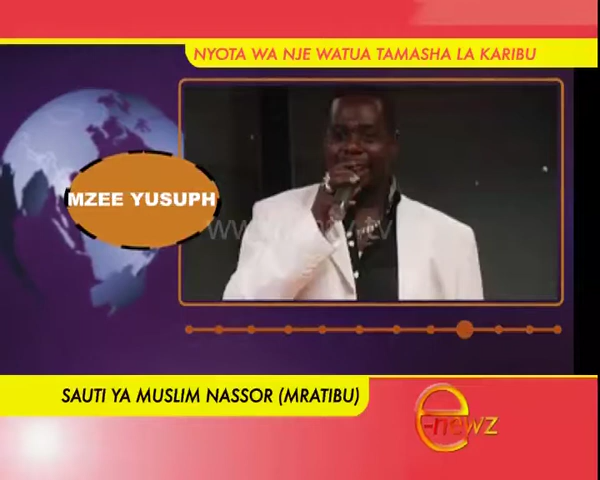 NYOTA WA NJE WATUA TAMASHA LA KARIBU
MZEE YUSUPH
SAUTI YA MUSLIM NASSOR (MRATIBU)
e-newz